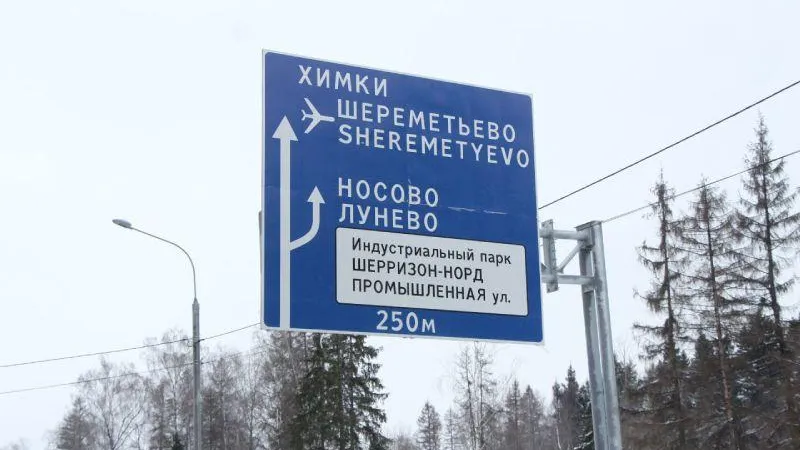 ХИМКИ
ШЕРЕМЕТЬЕВО
SHEREMETYEVO
НОСОВО
ЛУНЕВО
Индустриальный парк
ШЕРРИЗОН-НОРД
ПРОМЫШЛЕННАЯ ул.
250м